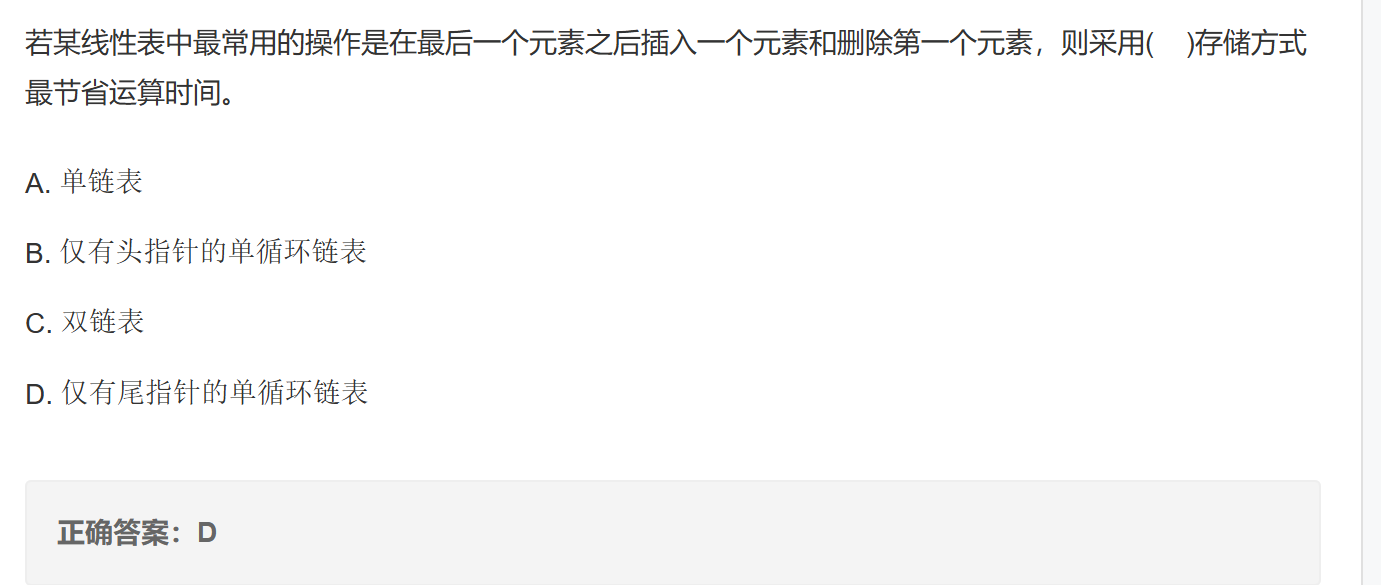 若某线性表中最常用的操作是在最后一个元素之后插入一个元素和删除第一个元素，则采用(　)存储方式
最节省运算时间。
A. 单链表
B. 仅有头指针的单循环链表
C. 双链表
D. 仅有尾指针的单循环链表
正确答案：D